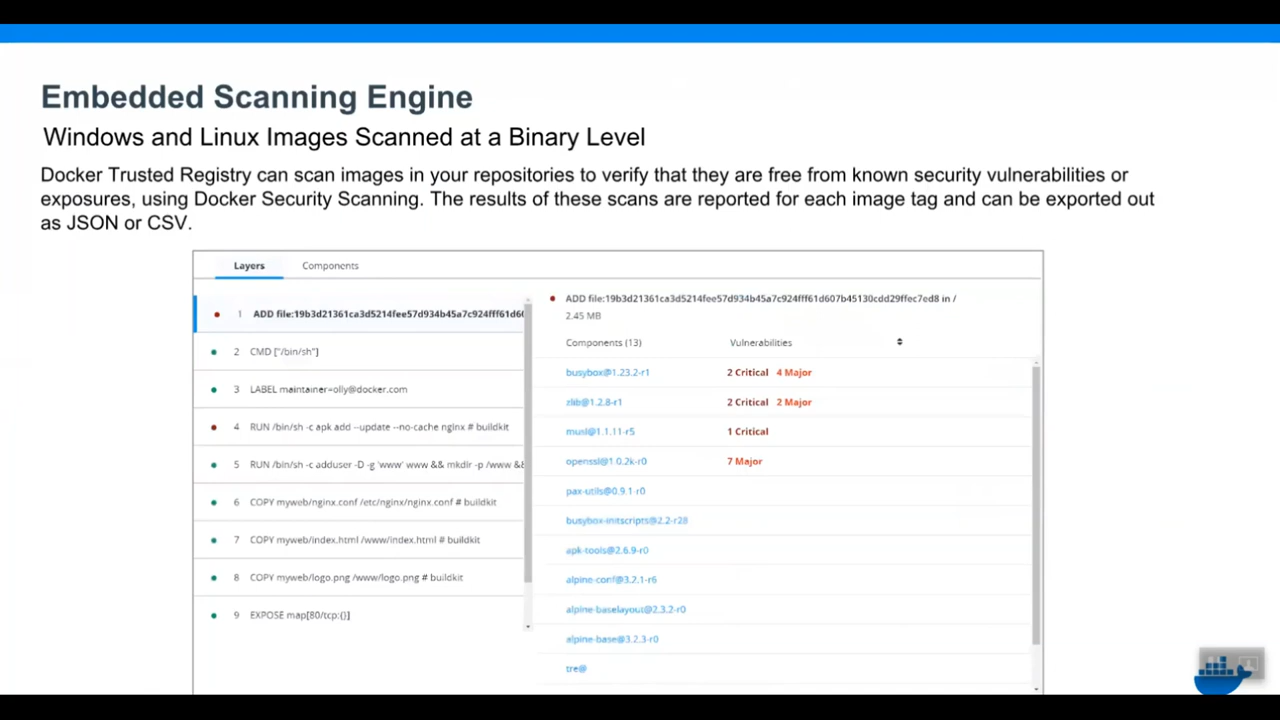 Embedded Scanning Engine
Windows and Linux Images Scanned at a Binary Level
Docker Trusted Registry can scan images in your repositories to verify that they are free from known security vulnerabilities or
exposures, using Docker Security Scanning. The results of these scans are reported for each image tag and can be exported out
as JSON or CSV.
Layers Components
1 ADD file:19b3d21361ca3d5214fee57d934b45a7c924fff61d60
2 CMD ["/bin/sh"]
3 LABEL maintainer=olly@docker.com
4 RUN /bin/sh -c apk add --update --no-cache nginx # buildkit
5 RUN /bin/sh -c adduser -D -g 'www' www && mkdir -p /www &&
6 COPY myweb/nginx.conf /etc/nginx/nginx.conf # buildkit
7 COPY myweb/index.html /www/index.html # buildkit
8 COPY myweb/logo.png /www/logo.png # buildkit
9 EXPOSE map[80/tcp:{}]
ADD file:19b3d21361ca3d5214fee57d934b45a7c924fff61d607b45130cdd29ffec7ed8 in /
2.45 MB
Components (13) Vulnerabilities
busybox@1.23.2-r1 2 Critical 4 Major
zlib@1.2.8-r1 2 Critical 2 Major
musl@1.1.11-r5 1 Critical
openssl@1.0.2k-r0 7 Major
pax-utils@0.9.1-r0
busybox-initscripts@2.2-r28
apk-tools@2.6.9-r0
alpine-conf@3.2.1-r6
alpine-baselayout@2.3.2-r0
alpine-base@3.2.3-r0
tre@